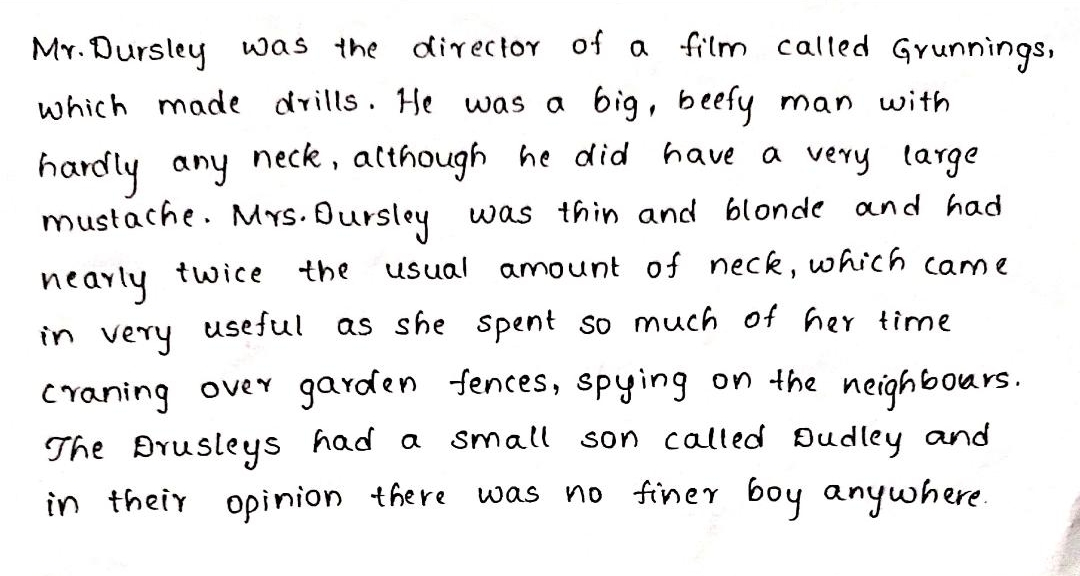 Mr. Dursley was the director of a film called Grunnings,
which made drills. He was a big, beefy man with
hardly any neck, although he did have a very large
mustache. Mrs. Dursley was thin and blonde and had
nearly twice the usual amount of neck, which came
in very useful as she spent so much of her time
craning over garden fences, spying on the neighbours.
The Drusleys had a small son called Dudley and
in their opinion there was no finer boy anywhere.